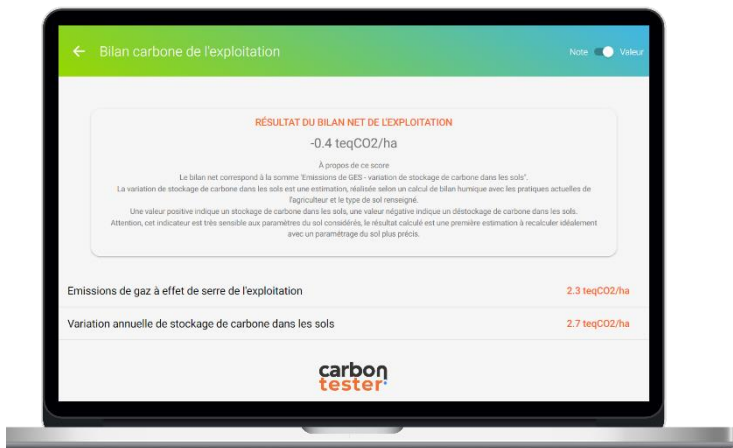 Bilan carbone de l'exploitation
Note Valeur
RÉSULTAT DU BILAN NET DE L'EXPLOITATION
-0.4 teqCO2/ha
À propos de ce score
Le bilan net correspond à la somme 'Emissions de GES - variation de stockage de carbone dans les sols".
La variation de stockage de carbone dans les sols est une estimation, réalisée selon un calcul de bilan humique avec les pratiques actuelles de
l'agriculteur et le type de sol renseigné.
Une valeur positive indique un stockage de carbone dans les sols, une valeur négative indique un déstockage de carbone dans les sols.
Attention, cet indicateur est très sensible aux paramètres du sol considérés, le résultat calculé est une première estimation à recalculer idéalement
avec un paramétrage du sol plus précis.
Emissions de gaz à effet de serre de l'exploitation 2.3 teqCO2/ha
Variation annuelle de stockage de carbone dans les sols 2.7 teqCO2/ha
carbon
tester